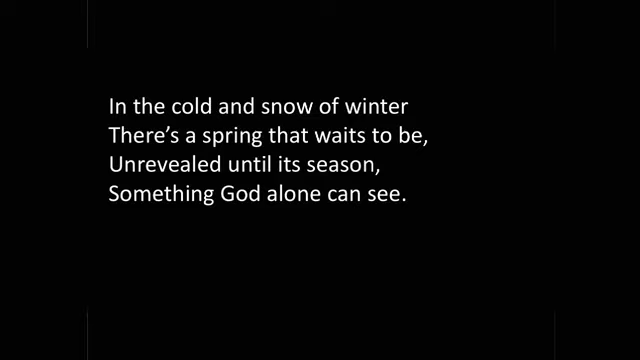 In the cold and snow of winter
There’s a spring that waits to be,
Unrevealed until its season,
Something God alone can see.